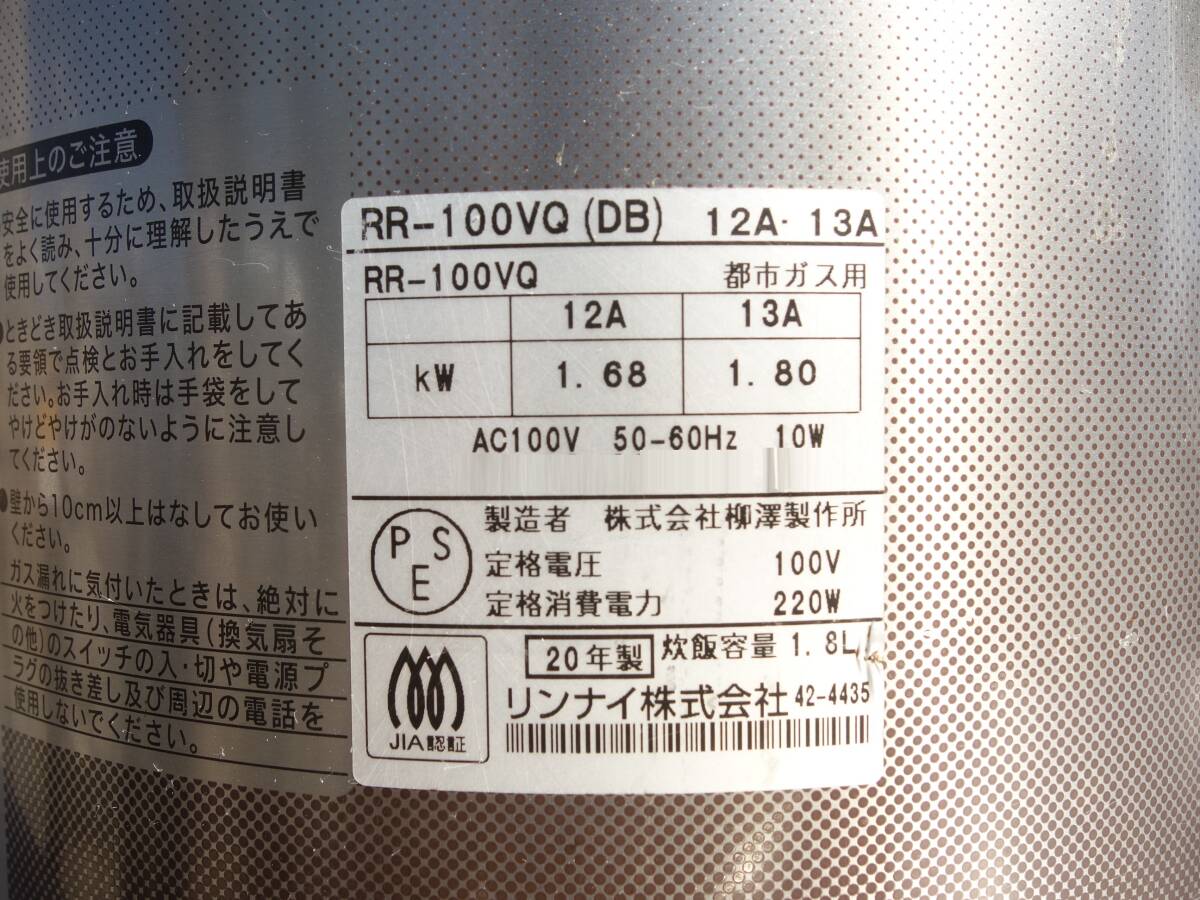 使用上のご注意
安全に使用するため、取扱説明書
をよく読み、十分に理解したうえで
使用してください。
●ときどき取扱説明書に記載してあ
る要領で点検とお手入れをしてく
ださい。お手入れ時は手袋をして
やけどやけがのないように注意し
てください。
●壁から10cm以上はなしてお使い
ください。
ガス漏れに気付いたときは、絶対に
火をつけたり、電気器具(換気扇そ
の他)のスイッチの入・切や電源プ
ラグの抜き差し及び周辺の電話を
使用しないでください。
RR-100VQ(DB) 12A・13A
RR-100VQ 都市ガス用
12A 13A
kW 1.68 1.80
AC100V 50-60Hz 10W
PSE
製造者 株式会社柳澤製作所
定格電圧 100V
定格消費電力 220W
20年製 炊飯容量 1.8L
リンナイ株式会社 42-4435
JIA認証